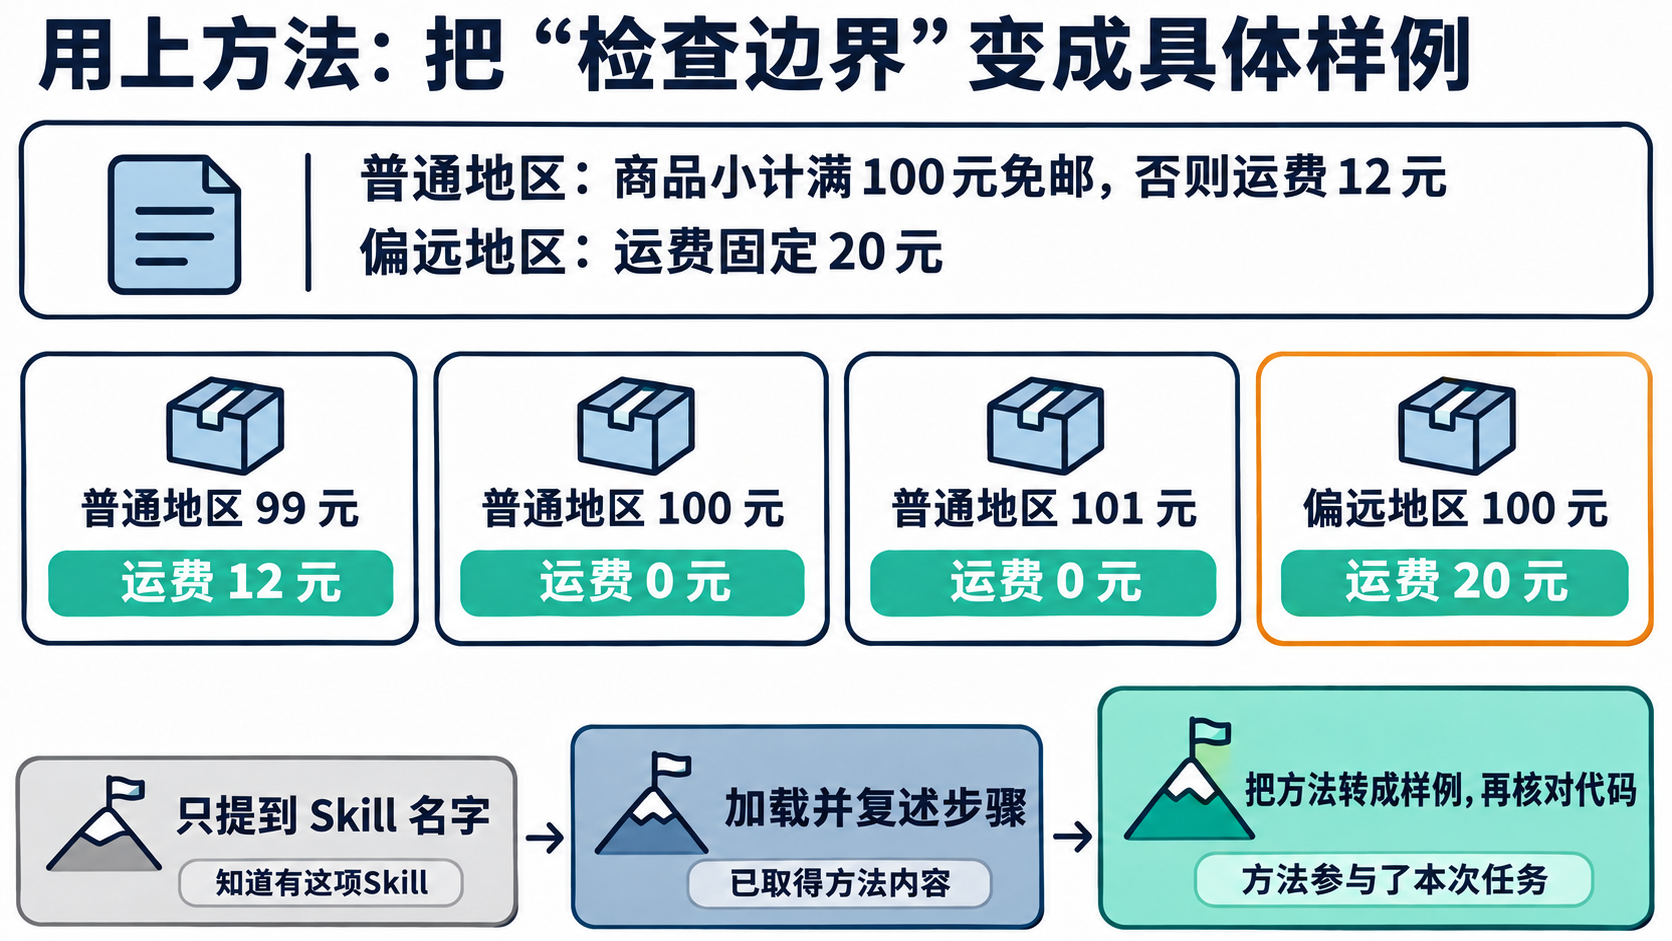 用上方法：把“检查边界”变成具体样例
普通地区：商品小计满100元免邮，否则运费12元
偏远地区：运费固定20元
普通地区 99 元
运费 12 元
普通地区 100 元
运费 0 元
普通地区 101 元
运费 0 元
偏远地区 100 元
运费 20 元
只提到 Skill 名字
知道有这项Skill
加载并复述步骤
已取得方法内容
把方法转成样例，再核对代码
方法参与了本次任务